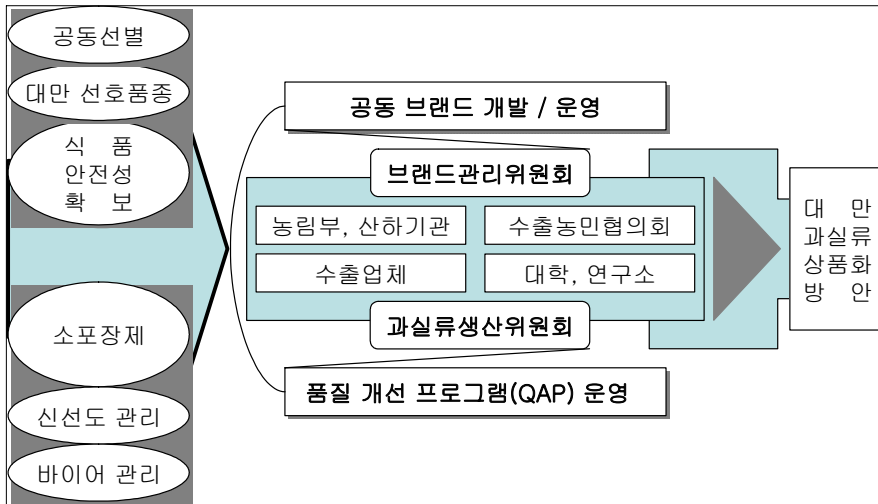 공동선별
대만 선호품종
식 품
안전성
확 보
소포장제
신선도 관리
바이어 관리
공동 브랜드 개발 / 운영
브랜드관리위원회
농림부, 산하기관
수출농민협의회
수출업체
대학, 연구소
과실류생산위원회
품질 개선 프로그램(QAP) 운영
대 만
과실류
상품화
방 안